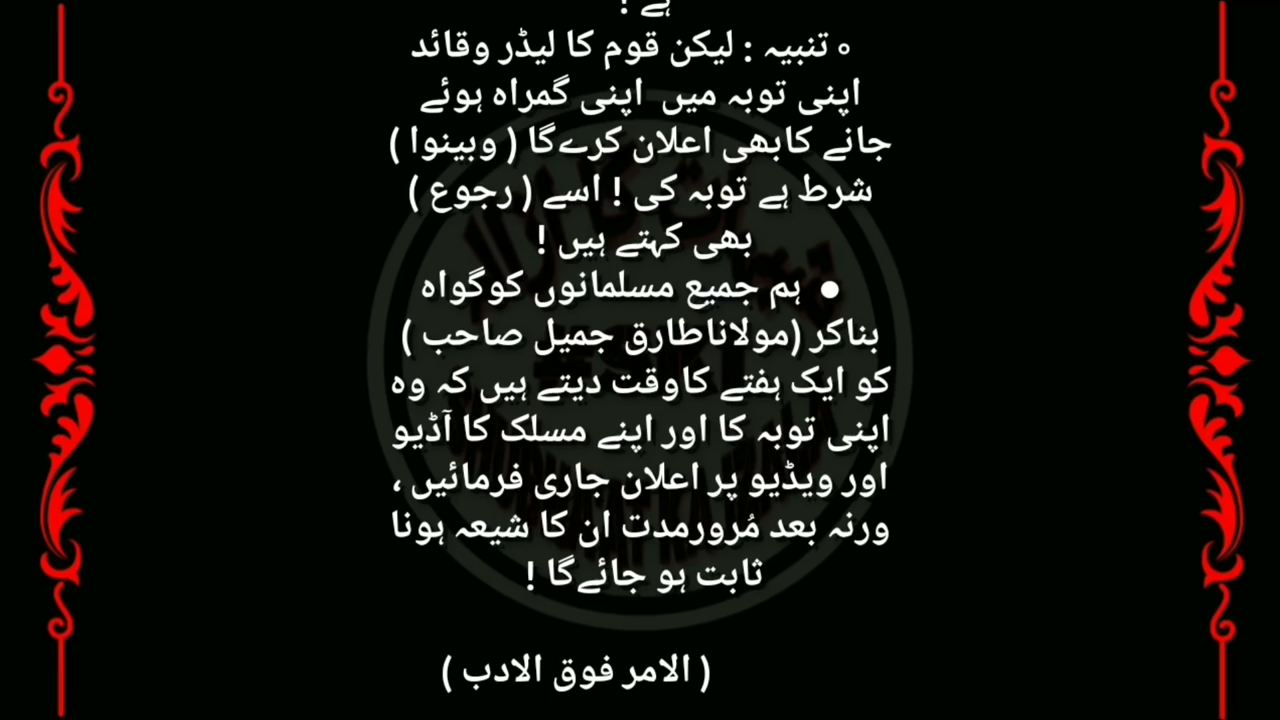 ہے !
° تنبیہ : لیکن قوم کا لیڈر وقائد
اپنی توبہ میں اپنی گمراہ ہوئے
جانے کابھی اعلان کرےگا ( وبینوا )
شرط ہے توبہ کی ! اسے ( رجوع )
بھی کہتے ہیں !
● ہم جمیع مسلمانوں کوگواہ
بناکر (مولاناطارق جمیل صاحب )
کو ایک ہفتے کاوقت دیتے ہیں کہ وہ
اپنی توبہ کا اور اپنے مسلک کا آڈیو
اور ویڈیو پر اعلان جاری فرمائیں ،
ورنہ بعد مُرورمدت ان کا شیعہ ہونا
ثابت ہو جائےگا !
( الامر فوق الادب )